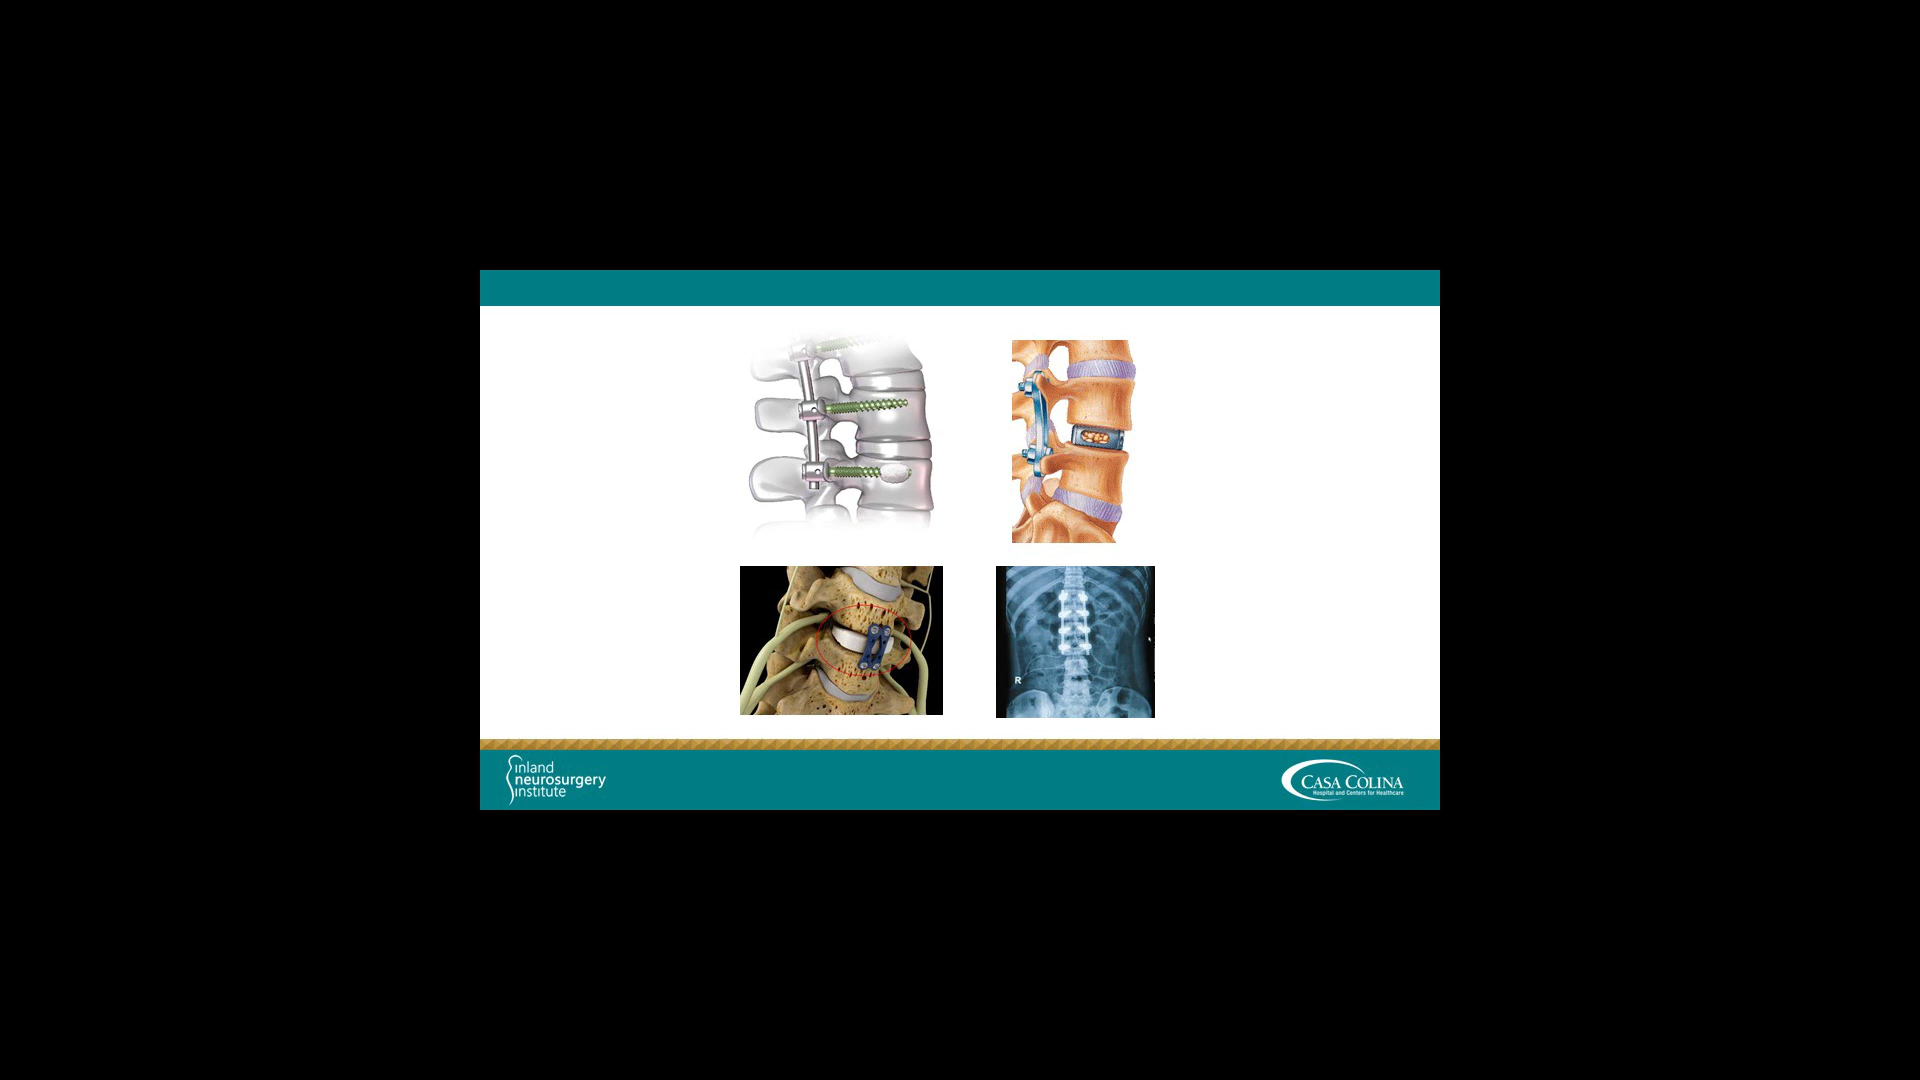 R
inland
neurosurgery
institute
CASA COLINA
Hospital and Centers for Healthcare